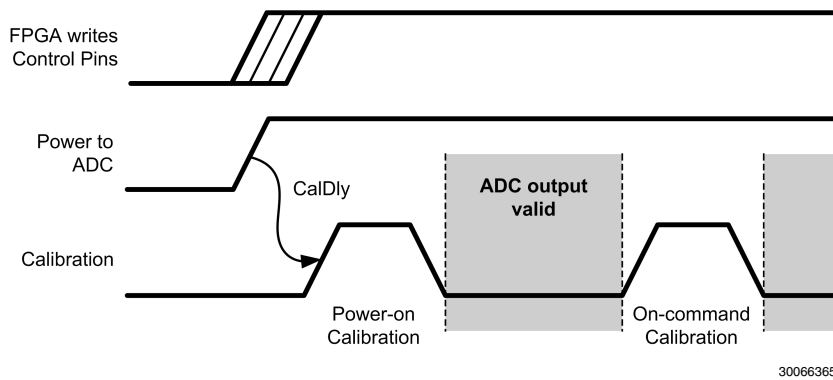 FPGA writes
Control Pins
Power to
ADC
CalDly
ADC output
valid
Calibration
Power-on
Calibration
On-command
Calibration
30066365